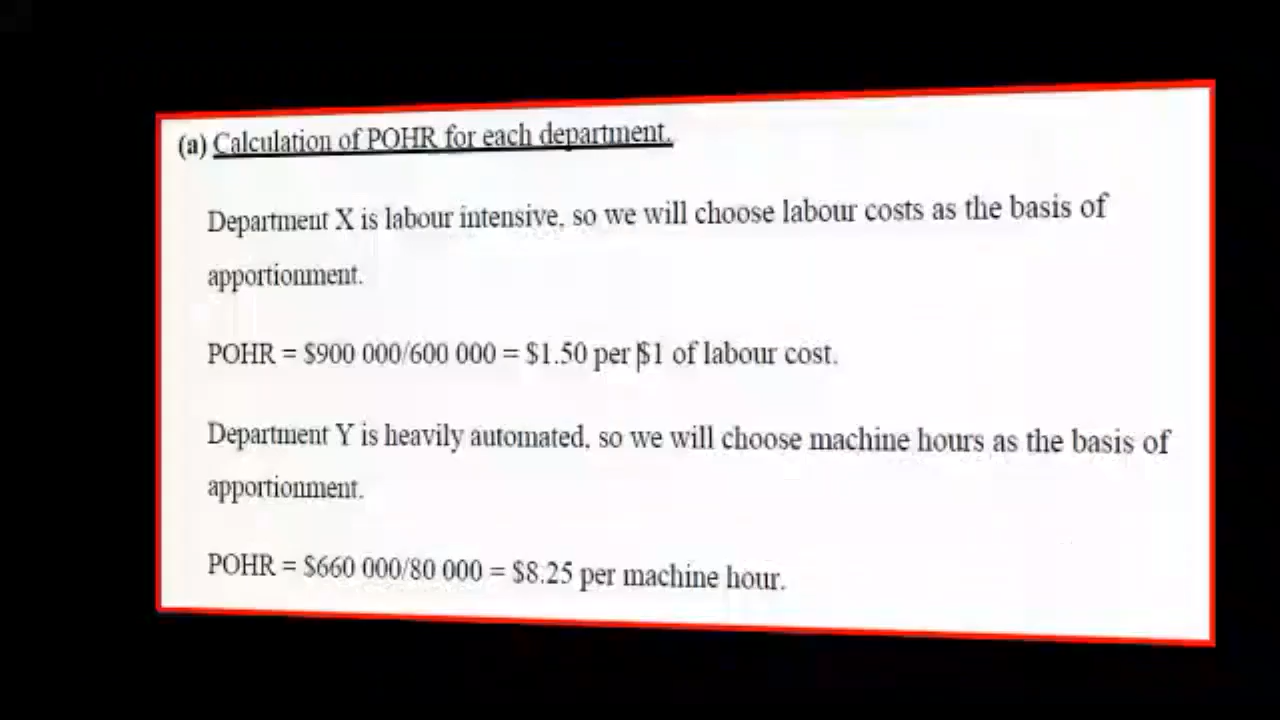 (a) Calculation of POHR for each department.
Department X is labour intensive, so we will choose labour costs as the basis of
apportionment.
POHR = $900 000/600 000 = $1.50 per $1 of labour cost.
Department Y is heavily automated, so we will choose machine hours as the basis of
apportionment.
POHR = $660 000/80 000 = $8.25 per machine hour.